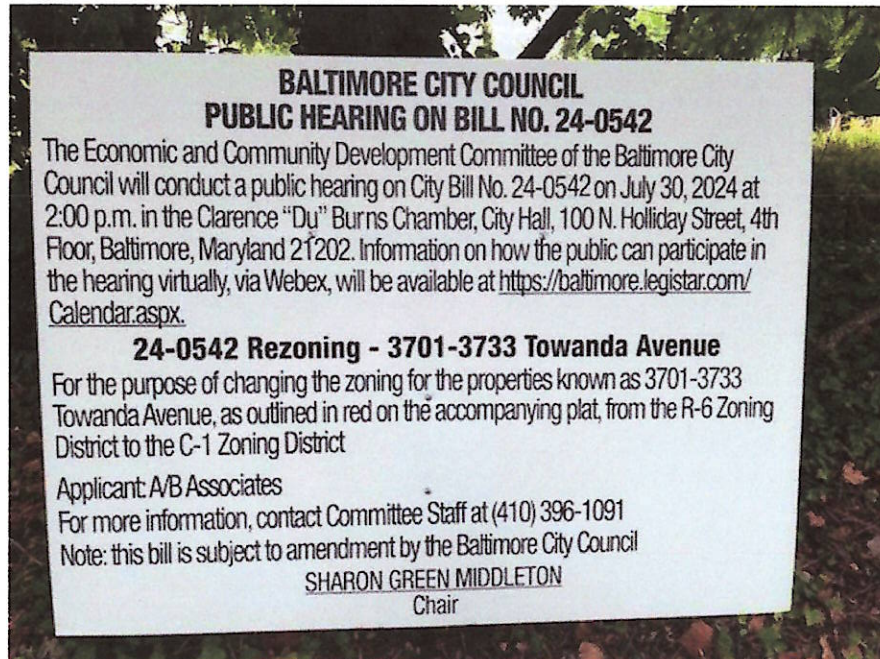 BALTIMORE CITY COUNCIL
PUBLIC HEARING ON BILL NO. 24-0542
The Economic and Community Development Committee of the Baltimore City
Council will conduct a public hearing on City Bill No. 24-0542 on July 30, 2024 at
2:00 p.m. in the Clarence “Du” Burns Chamber, City Hall, 100 N. Holliday Street, 4th
Floor, Baltimore, Maryland 21202. Information on how the public can participate in
the hearing virtually, via Webex, will be available at https://baltimore.legistar.com/
Calendar.aspx.
24-0542 Rezoning - 3701-3733 Towanda Avenue
For the purpose of changing the zoning for the properties known as 3701-3733
Towanda Avenue, as outlined in red on the accompanying plat, from the R-6 Zoning
District to the C-1 Zoning District
Applicant: A/B Associates
For more information, contact Committee Staff at (410) 396-1091
Note: this bill is subject to amendment by the Baltimore City Council
SHARON GREEN MIDDLETON
Chair